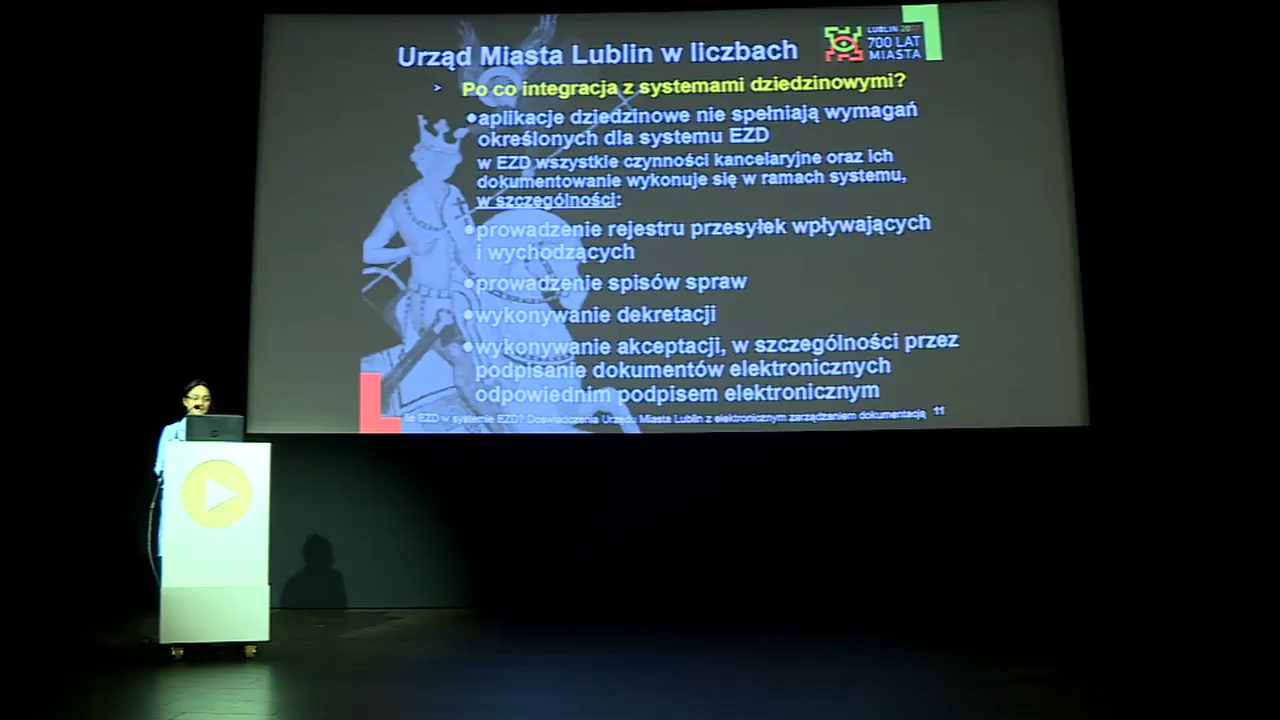 Urząd Miasta Lublin w liczbach
LUBLIN 2017
700 LAT
MIASTA
> Po co integracja z systemami dziedzinowymi?
•aplikacje dziedzinowe nie spełniają wymagań
określonych dla systemu EZD
w EZD wszystkie czynności kancelaryjne oraz ich
dokumentowanie wykonuje się w ramach systemu,
w szczególności:
•prowadzenie rejestru przesyłek wpływających
i wychodzących
•prowadzenie spisów spraw
•wykonywanie dekretacji
•wykonywanie akceptacji, w szczególności przez
podpisanie dokumentów elektronicznych
odpowiednim podpisem elektronicznym
Ile EZD w systemie EZD? Doświadczenia Urzędu Miasta Lublin z elektronicznym zarządzaniem dokumentacją 11